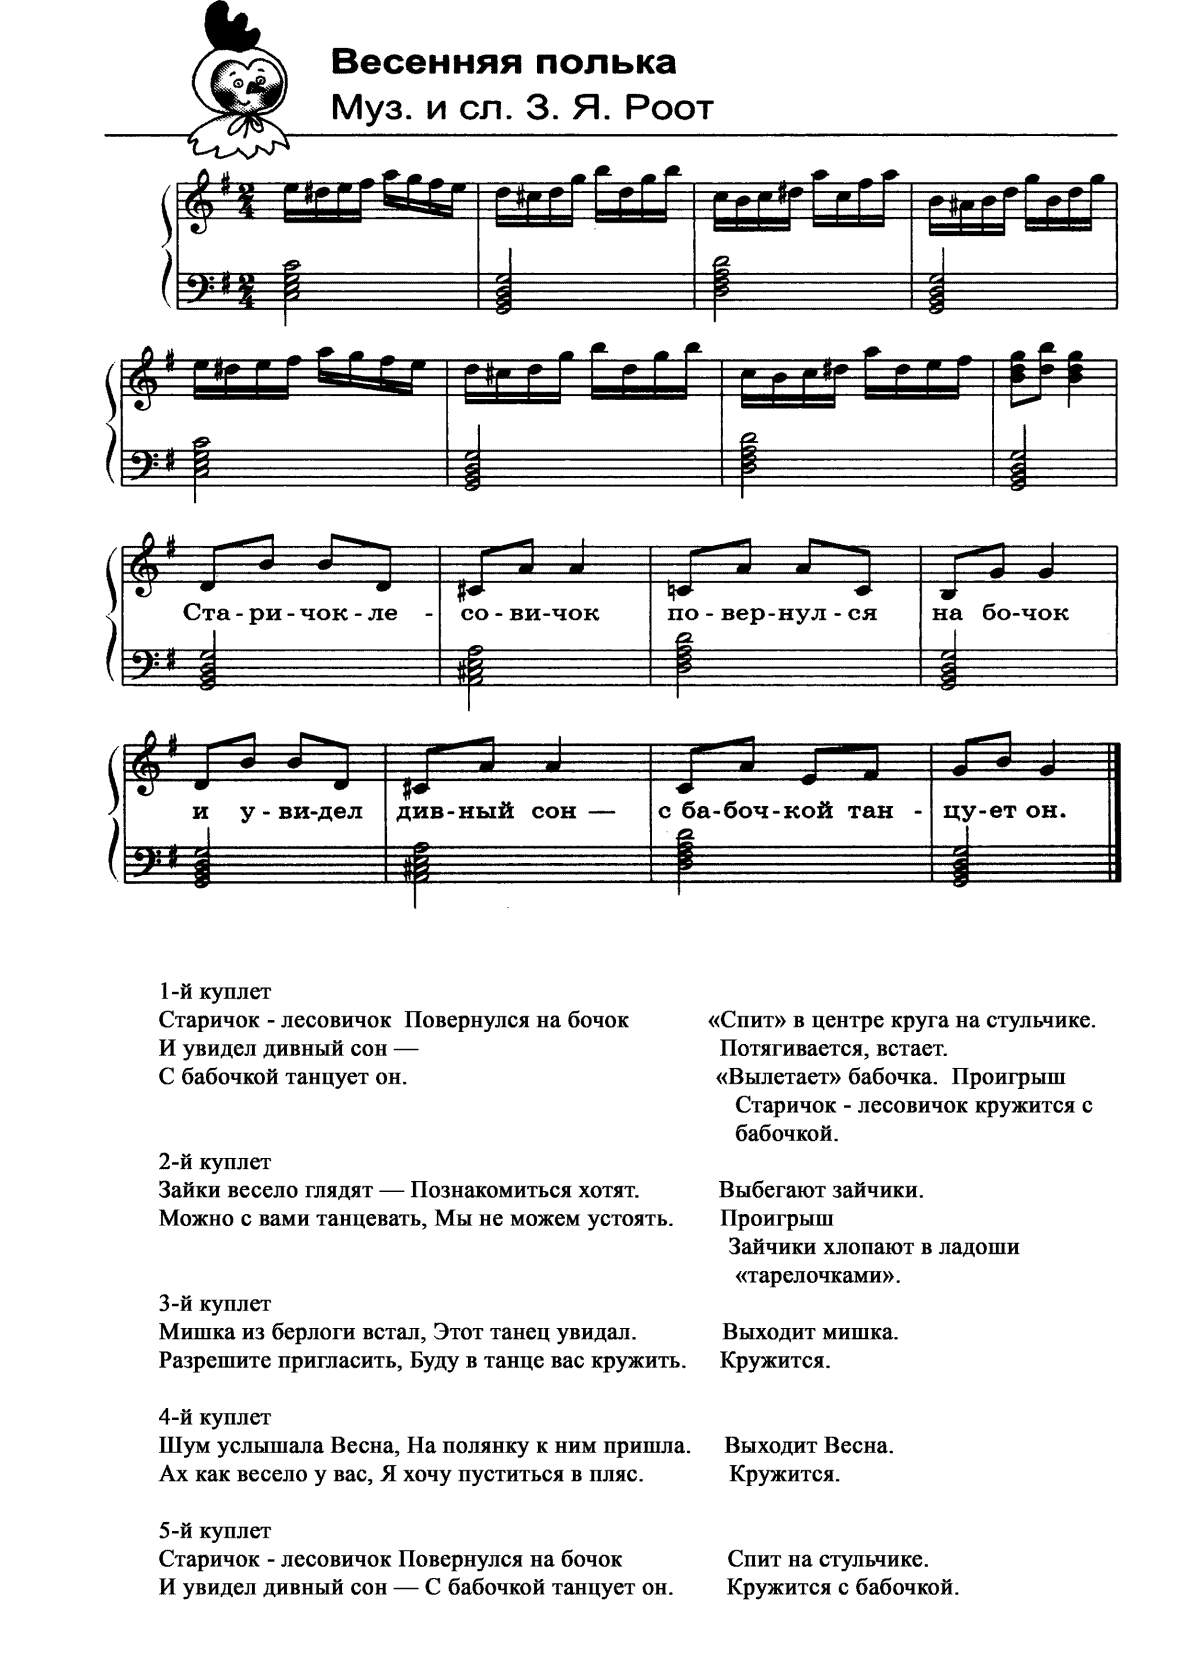 Весенняя полька
Муз. и сл. З. Я. Роот
Ста-ри-чок-ле - со-ви-чок по-вер-нул-ся на бо-чок
и у-ви-дел див-ный сон — с ба-боч-кой тан - цу-ет он.
1-й куплет
Старичок - лесовичок Повернулся на бочок «Спит» в центре круга на стульчике.
И увидел дивный сон — Потягивается, встает.
С бабочкой танцует он. «Вылетает» бабочка. Проигрыш
Старичок - лесовичок кружится с
бабочкой.
2-й куплет
Зайки весело глядят — Познакомиться хотят. Выбегают зайчики.
Можно с вами танцевать, Мы не можем устоять. Проигрыш
Зайчики хлопают в ладоши
«тарелочками».
3-й куплет
Мишка из берлоги встал, Этот танец увидал. Выходит мишка.
Разрешите пригласить, Буду в танце вас кружить. Кружится.
4-й куплет
Шум услышала Весна, На полянку к ним пришла. Выходит Весна.
Ах как весело у вас, Я хочу пуститься в пляс. Кружится.
5-й куплет
Старичок - лесовичок Повернулся на бочок Спит на стульчике.
И увидел дивный сон — С бабочкой танцует он. Кружится с бабочкой.